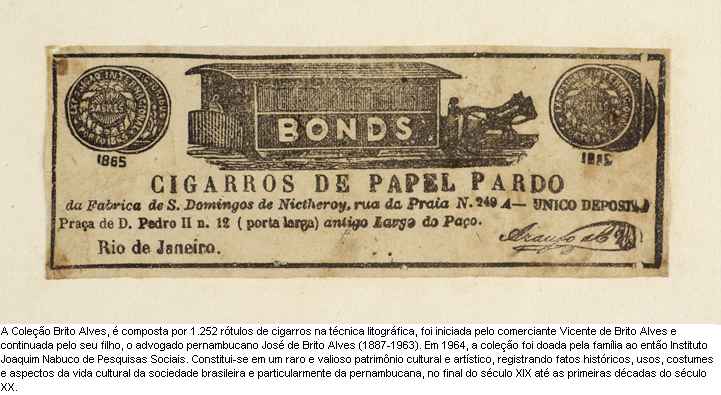 EXPOSIÇÃO INTERNACIONAL
1865
BONDS.
CIGARROS DE PAPEL PARDO
da Fabrica de S. Domingos de Nictheroy, rua da Praia N. 249 A — UNICO DEPOSITO
Praça de D. Pedro II n. 12 ( porta larga ) antigo Largo do Paço.
Rio de Janeiro.
A Coleção Brito Alves, é composta por 1.252 rótulos de cigarros na técnica litográfica, foi iniciada pelo comerciante Vicente de Brito Alves e
continuada pelo seu filho, o advogado pernambucano José de Brito Alves (1887-1963). Em 1964, a coleção foi doada pela família ao então Instituto
Joaquim Nabuco de Pesquisas Sociais. Constitui-se em um raro e valioso patrimônio cultural e artístico, registrando fatos históricos, usos, costumes
e aspectos da vida cultural da sociedade brasileira e particularmente da pernambucana, no final do século XIX até as primeiras décadas do século
XX.